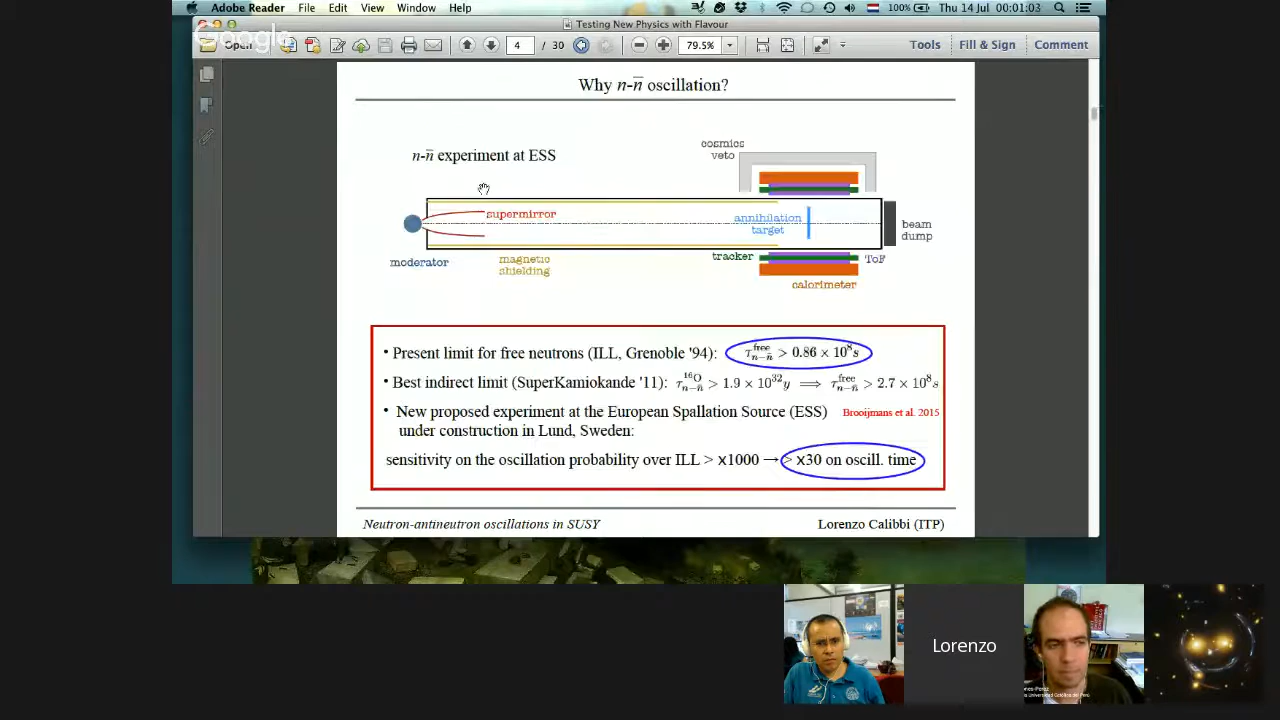 Adobe Reader File Edit View Window Help 100% Thu 14 Jul 00:01:03
Testing New Physics with Flavour
Google
Open 4 / 30 79.5% Tools Fill & Sign Comment
Why n-n̅ oscillation?
n-n̅ experiment at ESS
cosmics
veto
supermirror
annihilation
target
beam
dump
moderator
magnetic
shielding
tracker
ToF
calorimeter
• Present limit for free neutrons (ILL, Grenoble '94): τ^free_n−n̅ > 0.86 × 10^8 s
• Best indirect limit (SuperKamiokande '11): τ^16O_n−n̅ > 1.9 × 10^32 y ⟹ τ^free_n−n̅ > 2.7 × 10^8 s
• New proposed experiment at the European Spallation Source (ESS) Brooijmans et al. 2015
under construction in Lund, Sweden:
sensitivity on the oscillation probability over ILL > x1000 → > x30 on oscill. time
Neutron-antineutron oscillations in SUSY Lorenzo Calibbi (ITP)
Lorenzo